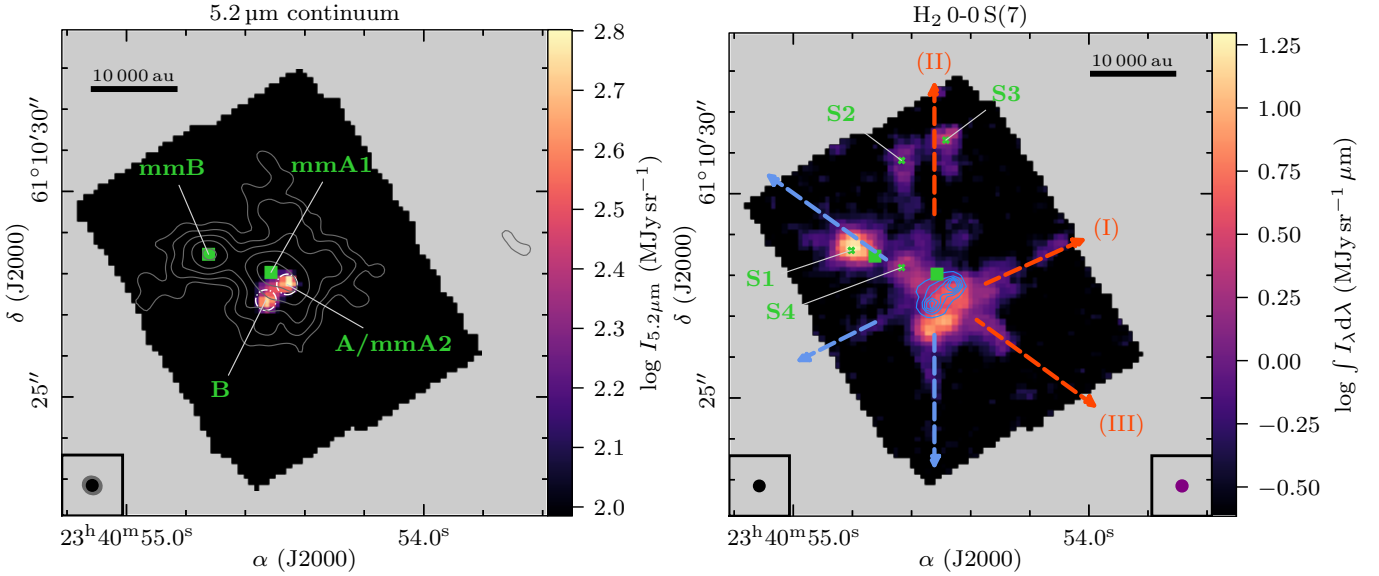 5.2 µm continuum
10 000 au
mmB
mmA1
A/mmA2
B
61°10′30″
25″
δ (J2000)
23ʰ40ᵐ55.0ˢ
54.0ˢ
α (J2000)
2.8
2.7
2.6
2.5
2.4
2.3
2.2
2.1
2.0
log I₅.₂μm (MJy sr⁻¹)
H₂ 0-0 S(7)
10 000 au
(II)
S3
S2
(I)
S1
S4
(III)
61°10′30″
25″
δ (J2000)
23ʰ40ᵐ55.0ˢ
54.0ˢ
α (J2000)
1.25
1.00
0.75
0.50
0.25
0.00
−0.25
−0.50
log ∫ I_λ dλ (MJy sr⁻¹ μm)